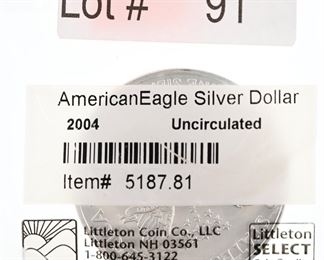 Lot # 91
AmericanEagle Silver Dollar
2004 Uncirculated
Item# 5187.81
Littleton Coin Co., LLC
Littleton NH 03561
1-800-645-3122
Littleton
SELECT